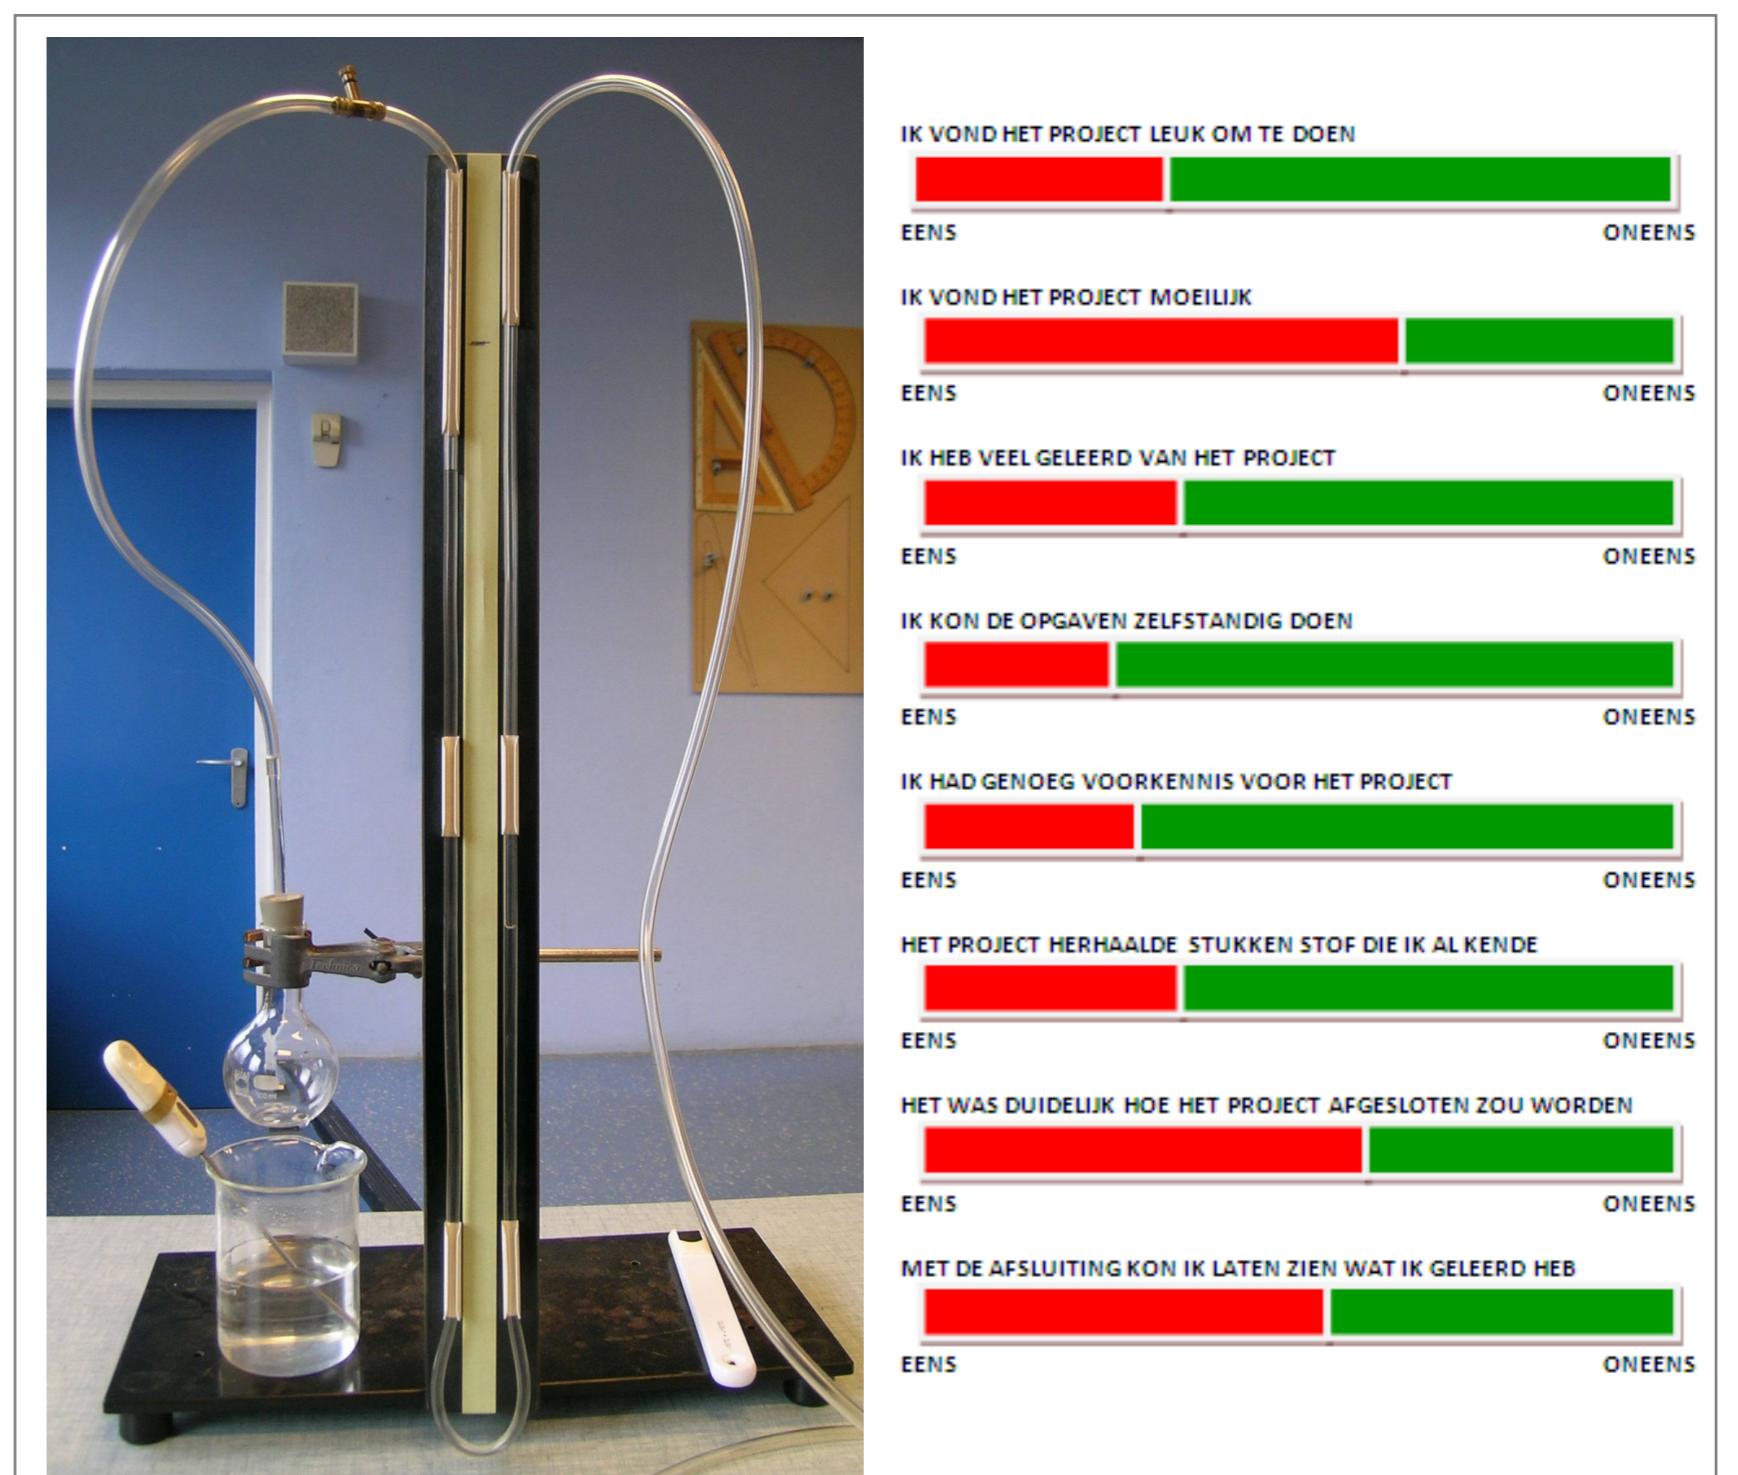 IK VOND HET PROJECT LEUK OM TE DOEN
EENS ONEENS
IK VOND HET PROJECT MOEILIJK
EENS ONEENS
IK HEB VEEL GELEERD VAN HET PROJECT
EENS ONEENS
IK KON DE OPGAVEN ZELFSTANDIG DOEN
EENS ONEENS
IK HAD GENOEG VOORKENNIS VOOR HET PROJECT
EENS ONEENS
HET PROJECT HERHAALDE STUKKEN STOF DIE IK AL KENDE
EENS ONEENS
HET WAS DUIDELIJK HOE HET PROJECT AFGESLOTEN ZOU WORDEN
EENS ONEENS
MET DE AFSLUITING KON IK LATEN ZIEN WAT IK GELEERD HEB
EENS ONEENS